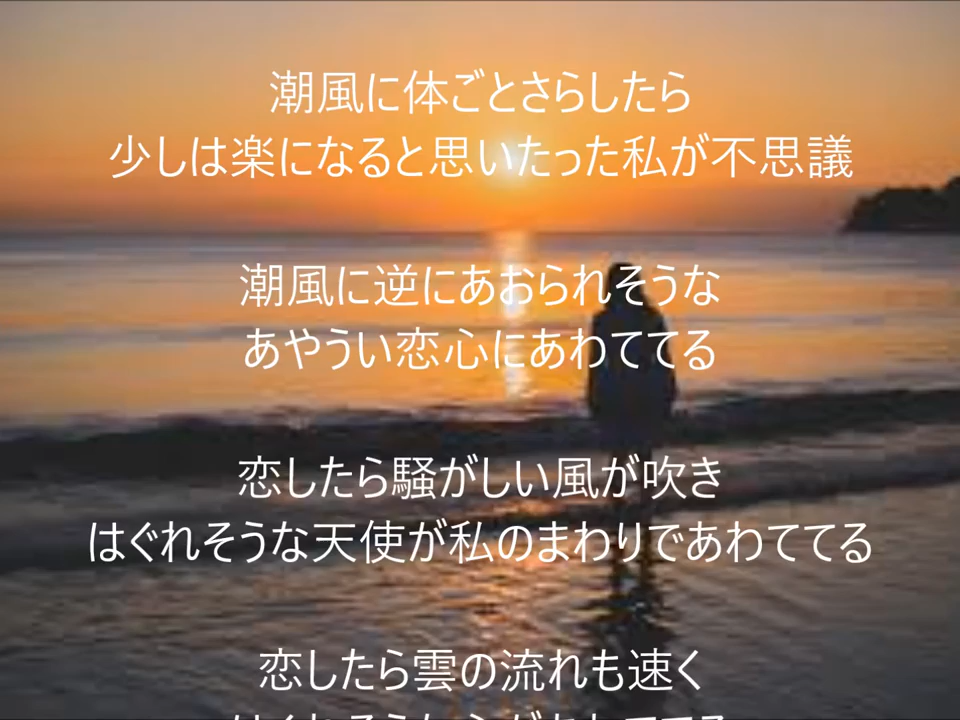 潮風に体ごとさらしたら
少しは楽になると思いたった私が不思議
潮風に逆にあおられそうな
あやうい恋心にあわててる
恋したら騒がしい風が吹き
はぐれそうな天使が私のまわりであわててる
恋したら雲の流れも速く